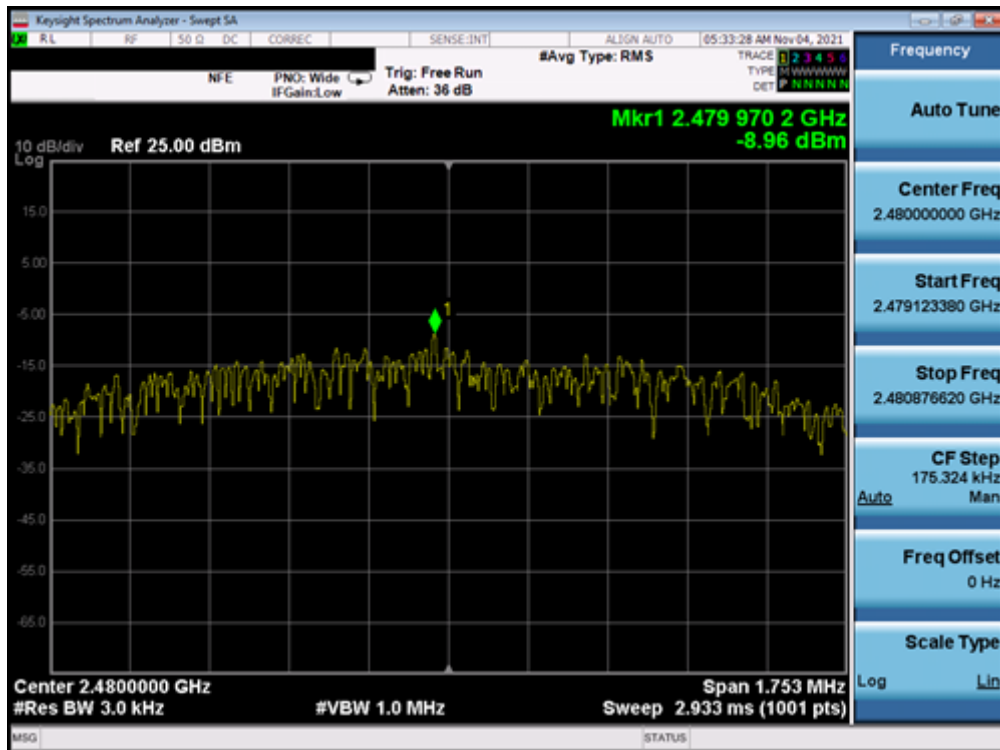 Keysight Spectrum Analyzer - Swept SA
RL RF 50 Ω DC CORREC SENSE:INT ALIGN AUTO 05:33:28 AM Nov 04, 2021
NFE
PNO: Wide
IFGain:Low
Trig: Free Run
Atten: 36 dB
#Avg Type: RMS
TRACE 1 2 3 4 5 6
TYPE M WWWWW
DET P N N N N N
Mkr1 2.479 970 2 GHz
-8.96 dBm
10 dB/div
Log
Ref 25.00 dBm
15.0
5.00
-5.00
-15.0
-25.0
-35.0
-45.0
-55.0
-65.0
1
Center 2.4800000 GHz
#Res BW 3.0 kHz
#VBW 1.0 MHz
Span 1.753 MHz
Sweep 2.933 ms (1001 pts)
MSG
STATUS
Frequency
Auto Tune
Center Freq
2.480000000 GHz
Start Freq
2.479123380 GHz
Stop Freq
2.480876620 GHz
CF Step
175.324 kHz
Auto Man
Freq Offset
0 Hz
Scale Type
Log Lin